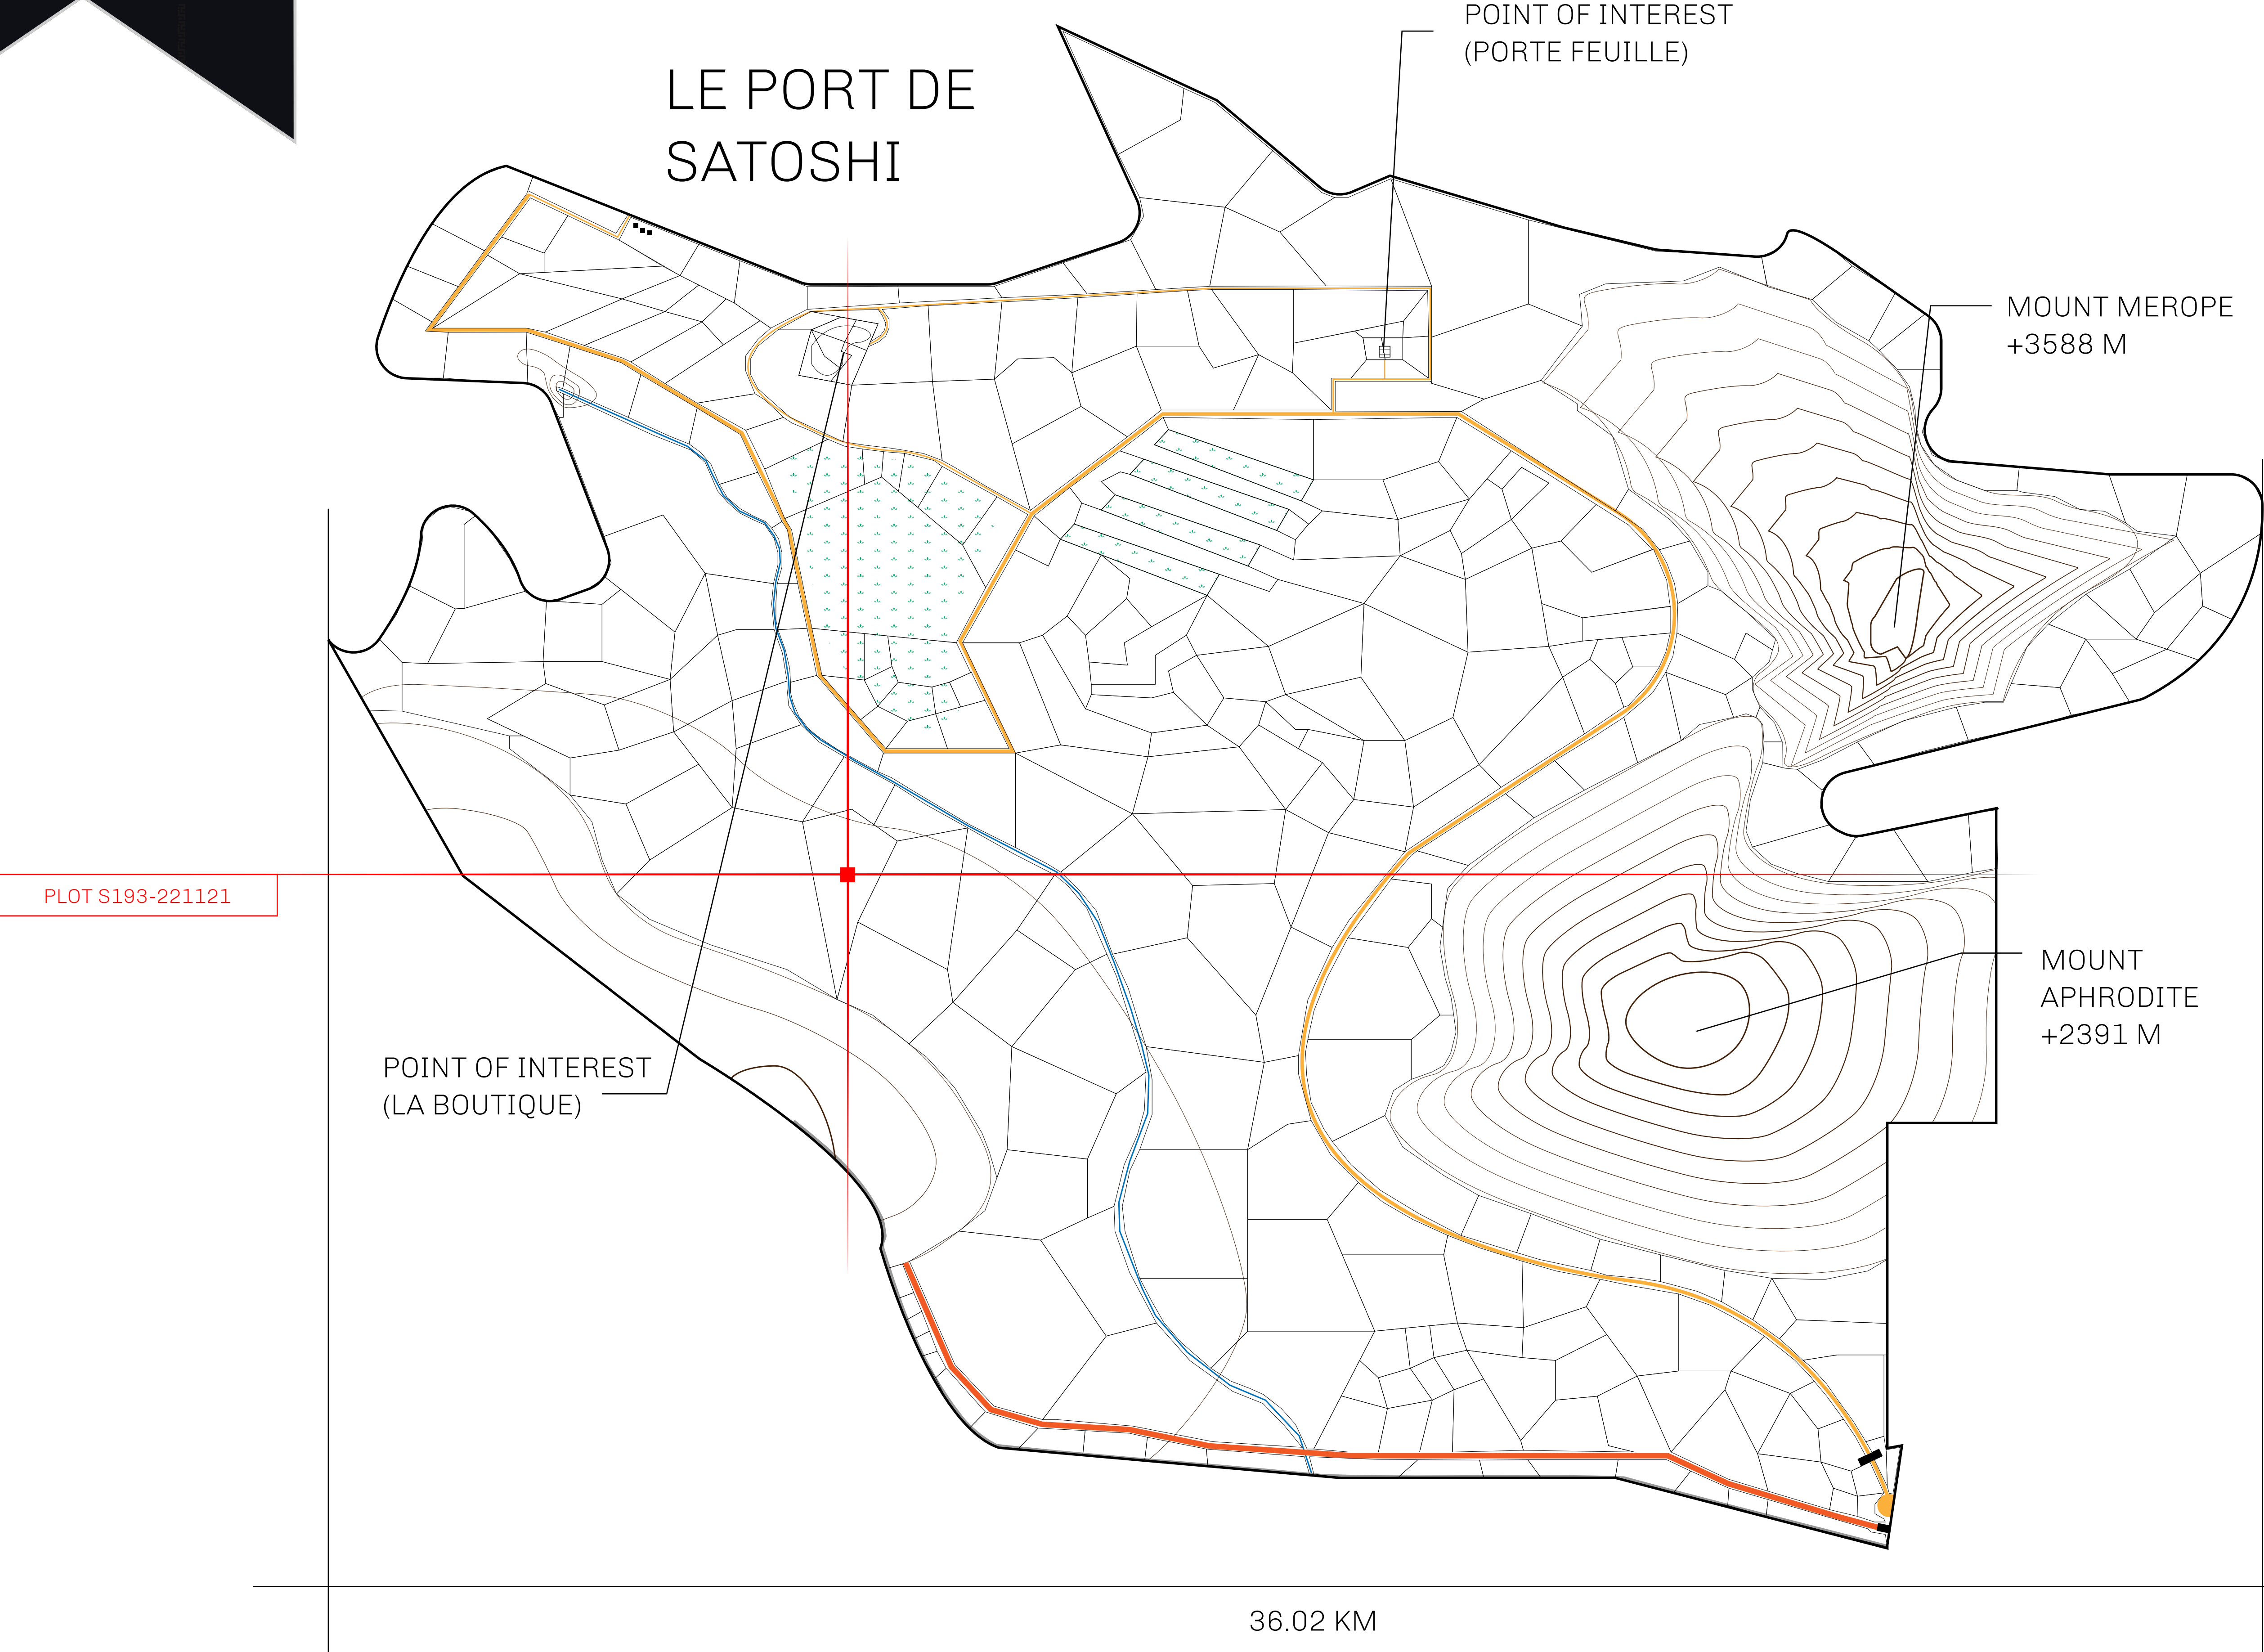 POINT OF INTEREST
(PORTE FEUILLE)
LE PORT DE
SATOSHI
MOUNT MEROPE
+3588 M
PLOT S193-221121
MOUNT
APHRODITE
+2391 M
POINT OF INTEREST
(LA BOUTIQUE)
36.02 KM